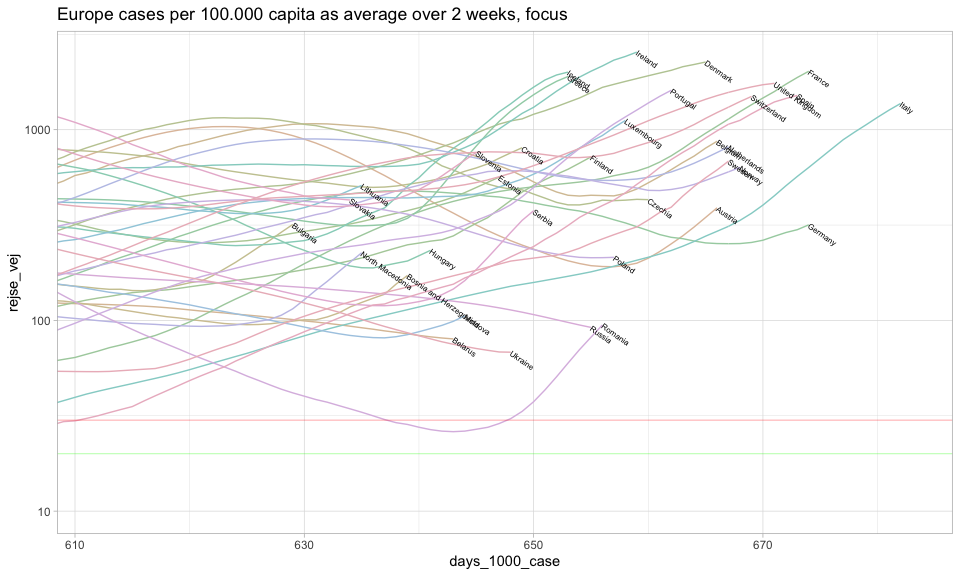 Europe cases per 100.000 capita as average over 2 weeks, focus
rejse_vej
1000
100
10
Ireland
Denmark
Iceland
Greece
France
United Kingdom
Portugal
Spain
Switzerland
Italy
Luxembourg
Croatia
Slovenia
Finland
Netherlands
Norway
Estonia
Lithuania
Slovakia
Serbia
Czechia
Austria
Bulgaria
Germany
Hungary
North Macedonia
Poland
Bosnia and Herzegovina
Moldova
Belarus
Ukraine
Russia
Romania
610
630
650
670
days_1000_case